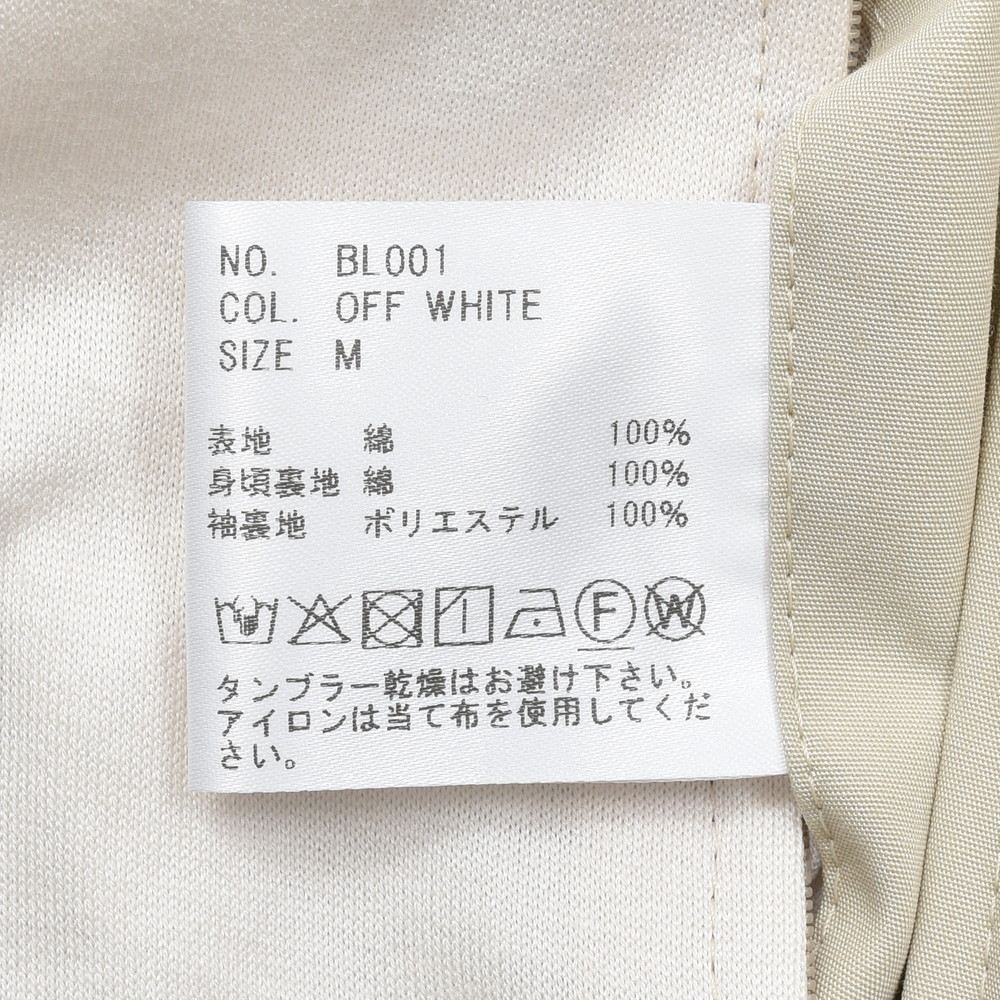 NO. BL001
COL. OFF WHITE
SIZE M
表地 綿 100%
身頃裏地 綿 100%
袖裏地 ポリエステル 100%
F W
タンブラー乾燥はお避け下さい。
アイロンは当て布を使用してくだ
さい。